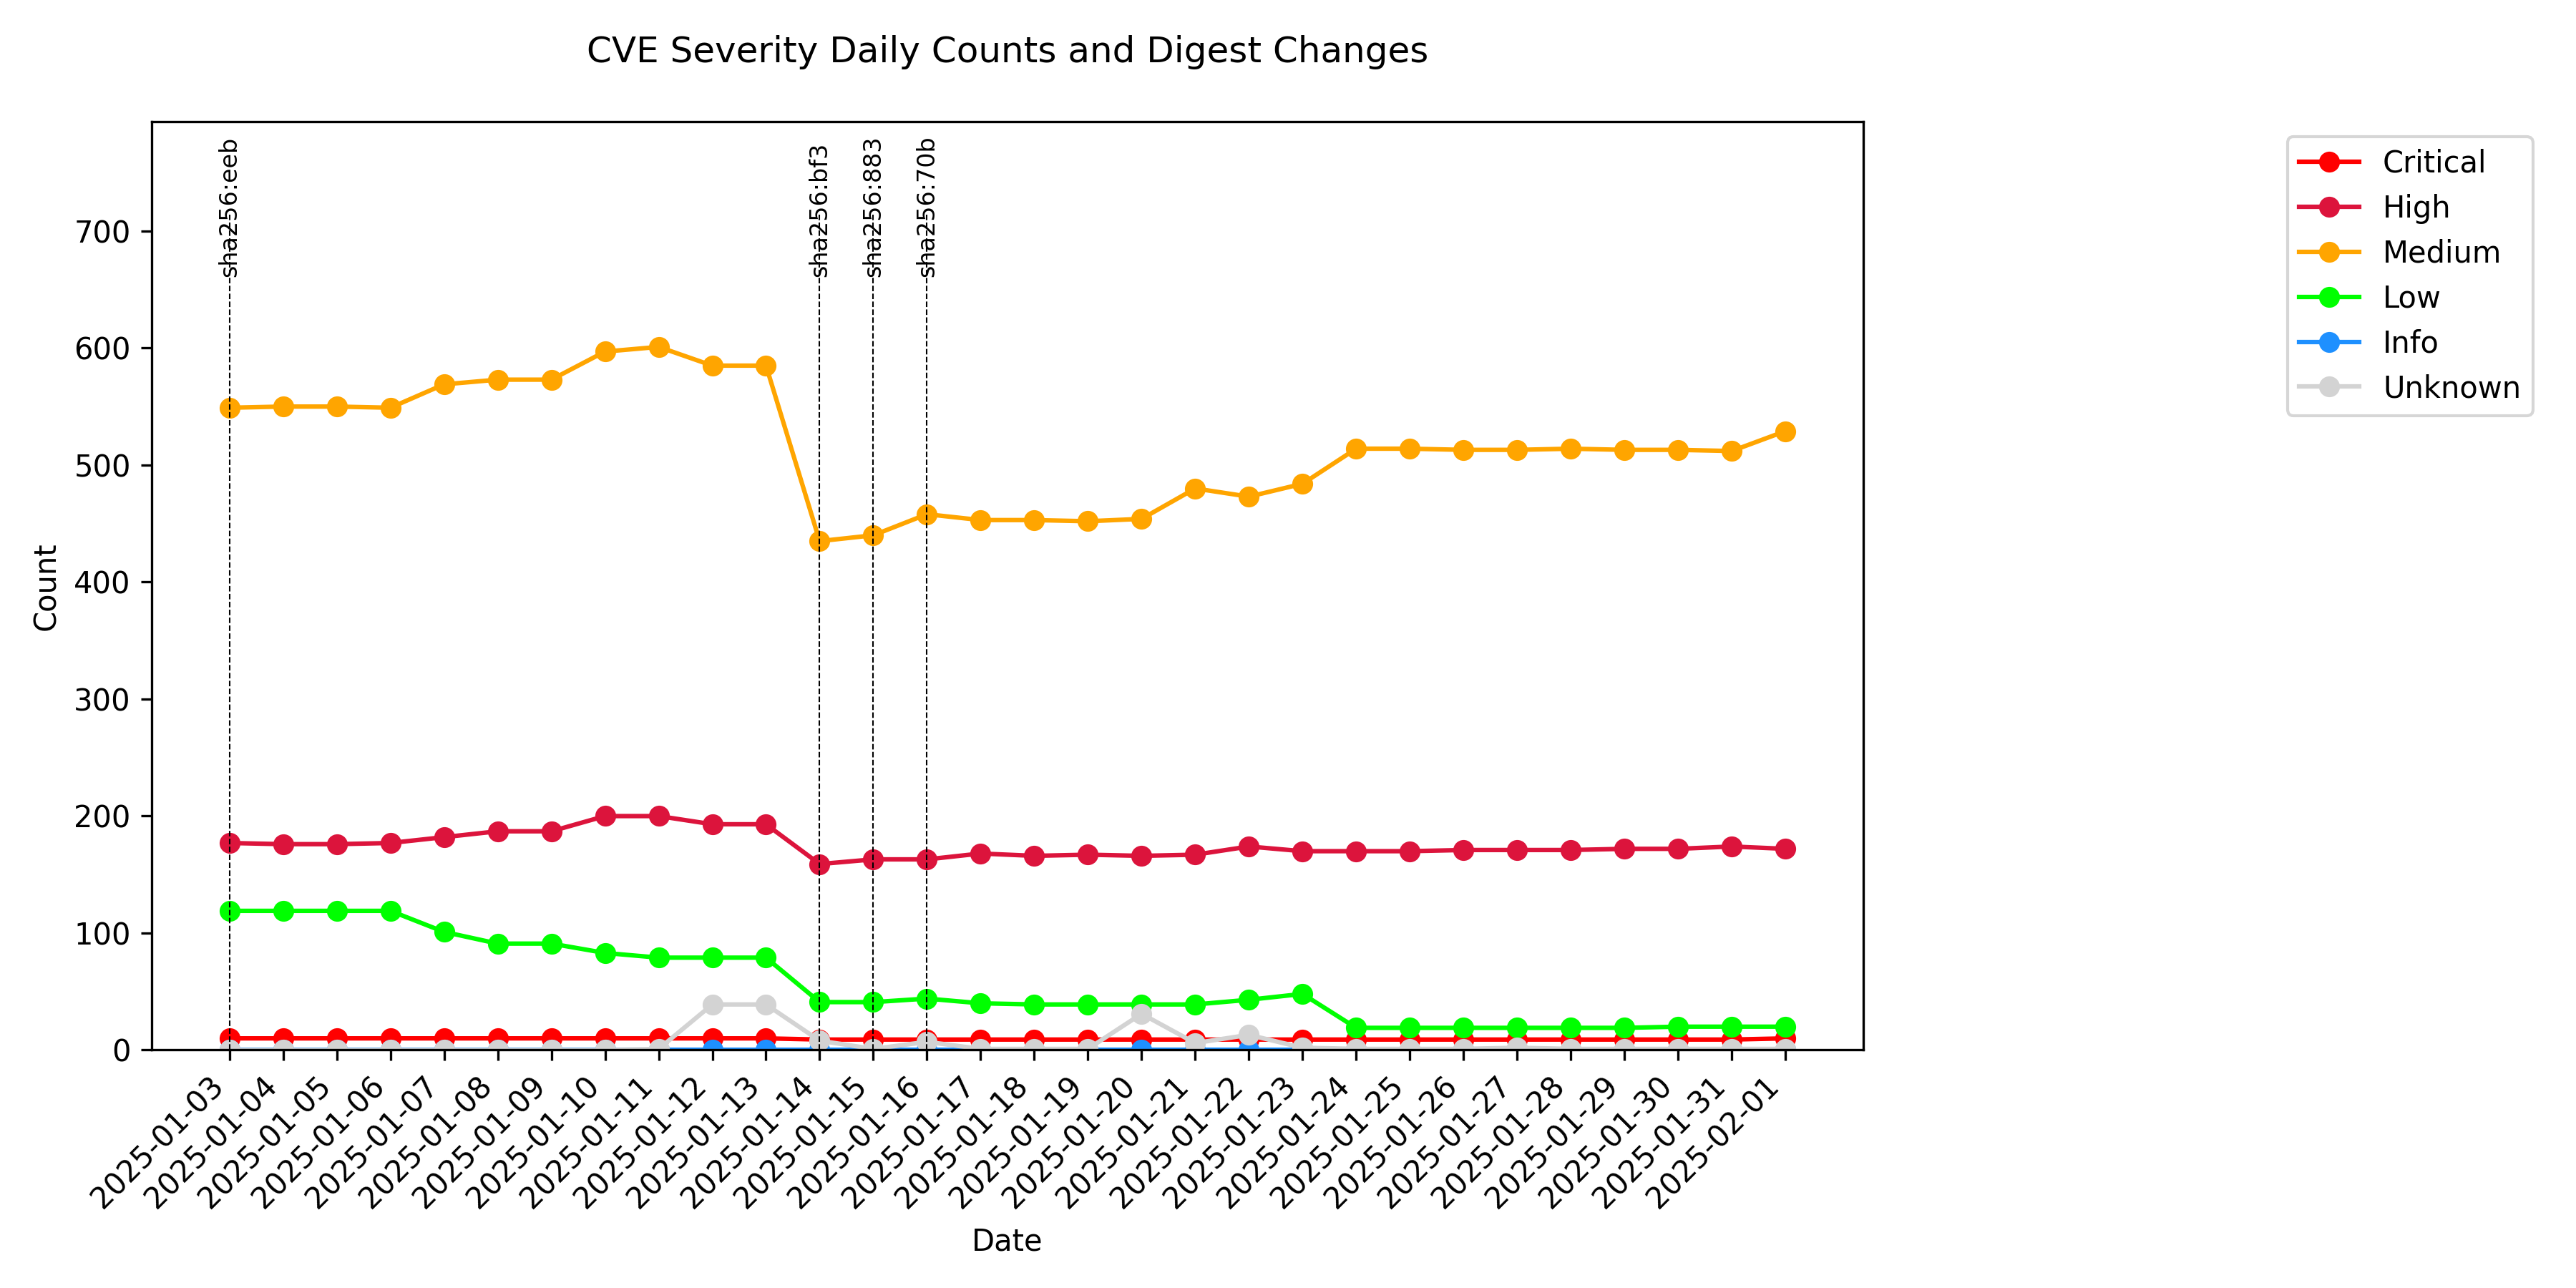 CVE Severity Daily Counts and Digest Changes
sha256:eeb
sha256:bf3
sha256:883
sha256:70b
Critical
High
Medium
Low
Info
Unknown
Count
700
600
500
400
300
200
100
0
2025-01-03
2025-01-04
2025-01-05
2025-01-06
2025-01-07
2025-01-08
2025-01-09
2025-01-10
2025-01-11
2025-01-12
2025-01-13
2025-01-14
2025-01-15
2025-01-16
2025-01-17
2025-01-18
2025-01-19
2025-01-20
2025-01-21
2025-01-22
2025-01-23
2025-01-24
2025-01-25
2025-01-26
2025-01-27
2025-01-28
2025-01-29
2025-01-30
2025-01-31
2025-02-01
Date